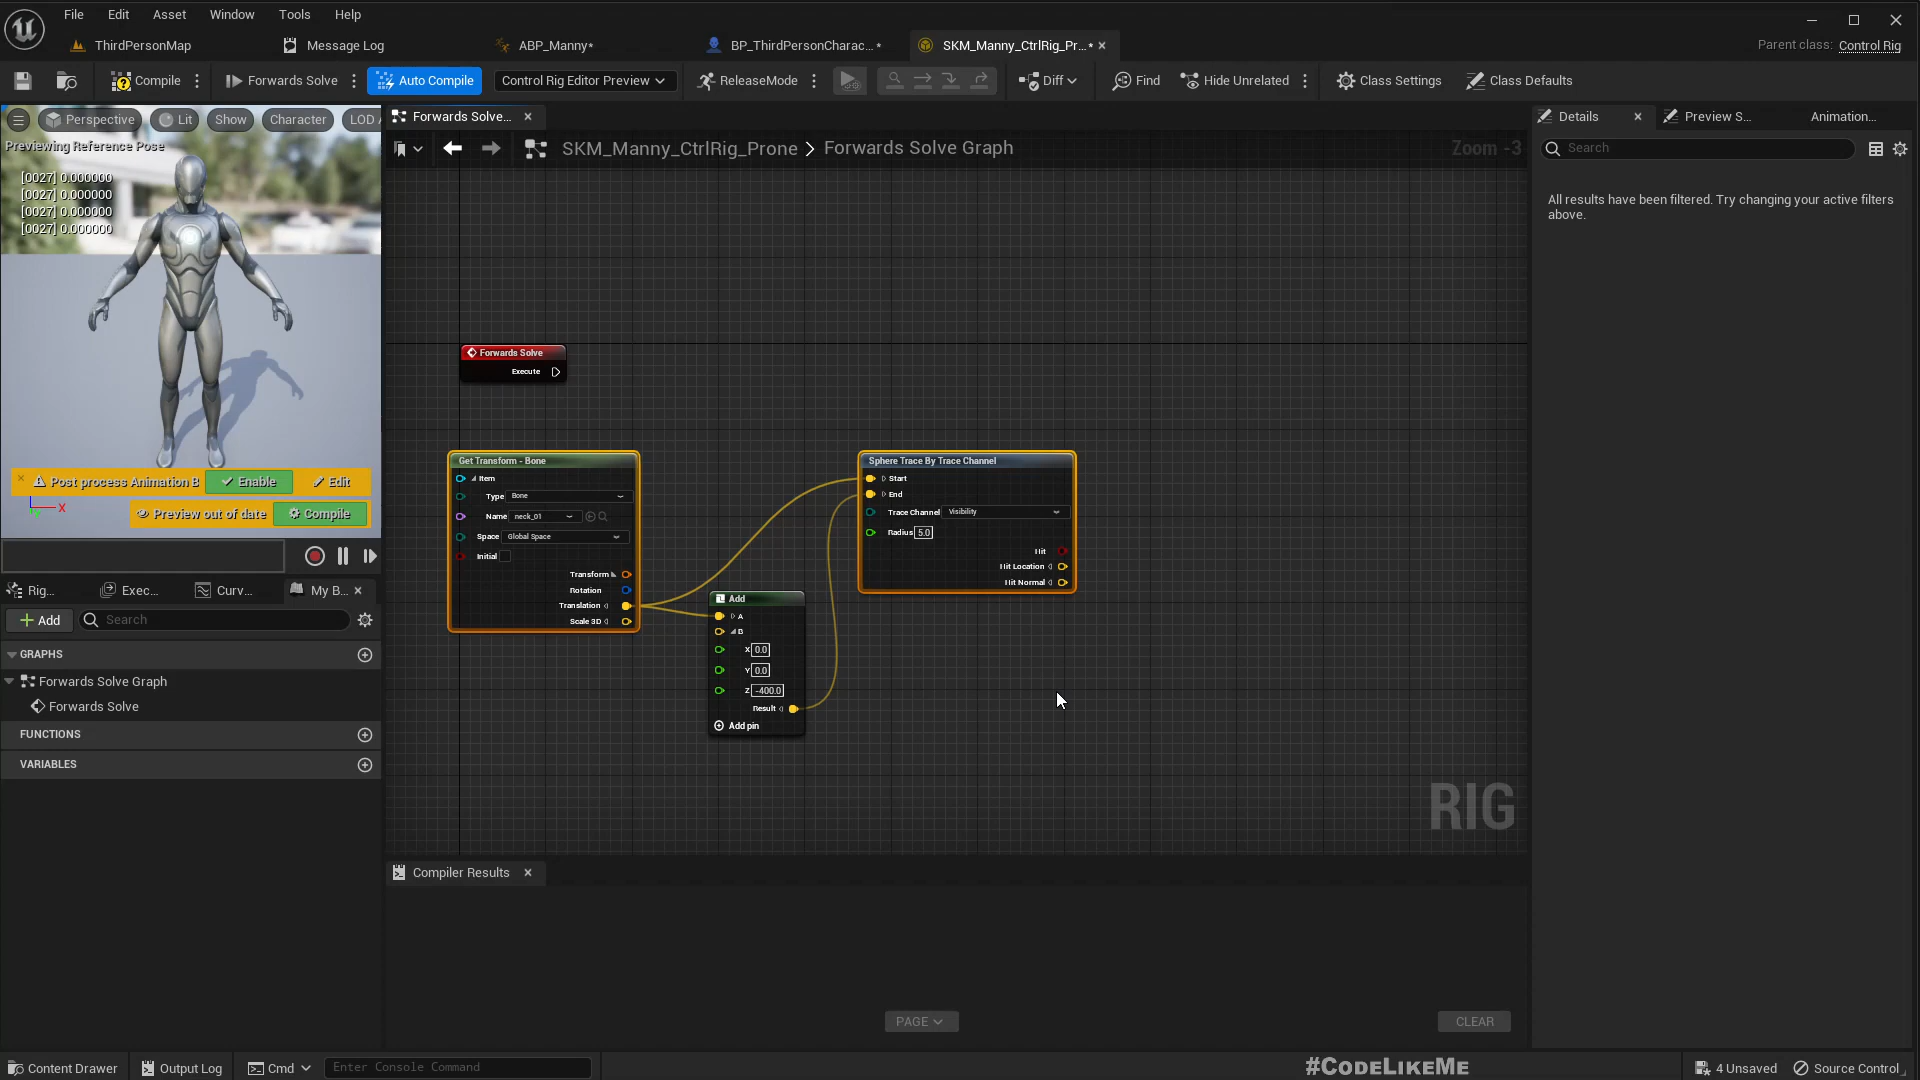 File Edit Asset Window Tools Help
ThirdPersonMap Message Log ABP_Manny* BP_ThirdPersonCharac...* SKM_Manny_CtrlRig_Pr...* Parent class: Control Rig
Compile Forwards Solve Auto Compile Control Rig Editor Preview ReleaseMode Diff Find Hide Unrelated Class Settings Class Defaults
Perspective Lit Show Character LOD
Previewing Reference Pose
[0027] 0.000000
[0027] 0.000000
[0027] 0.000000
[0027] 0.000000
Post process Animation B Enable Edit
X
Preview out of date Compile
Rig... Exec... Curv... My B...
Add Search
GRAPHS
Forwards Solve Graph
Forwards Solve
FUNCTIONS
VARIABLES
Forwards Solve...
SKM_Manny_CtrlRig_Prone > Forwards Solve Graph Zoom -3
Forwards Solve
Execute
Get Transform - Bone
Item
Type Bone
Name neck_01
Space Global Space
Initial
Transform
Rotation
Translation
Scale 3D
Add
A
B
X 0.0
Y 0.0
Z -400.0
Result
Add pin
Sphere Trace By Trace Channel
Start
End
Trace Channel Visibility
Radius 5.0
Hit
Hit Location
Hit Normal
RIG
Compiler Results
PAGE CLEAR
Details Preview S... Animation...
Search
All results have been filtered. Try changing your active filters
above.
Content Drawer Output Log Cmd Enter Console Command #CODELIKEME 4 Unsaved Source Control